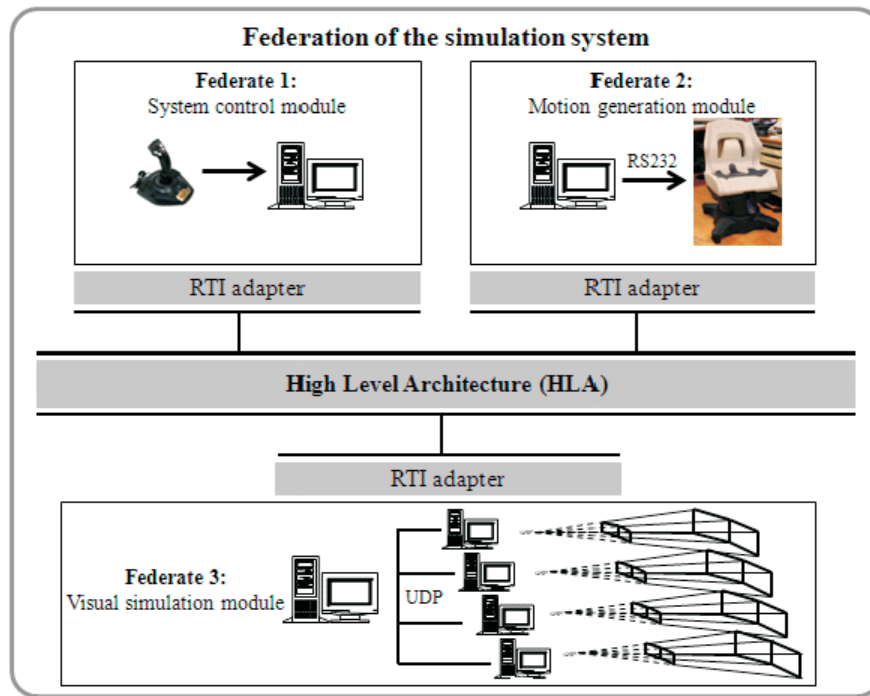 Federation of the simulation system
Federate 1:
System control module
Federate 2:
Motion generation module
RS232
RTI adapter
RTI adapter
High Level Architecture (HLA)
RTI adapter
Federate 3:
Visual simulation module
UDP